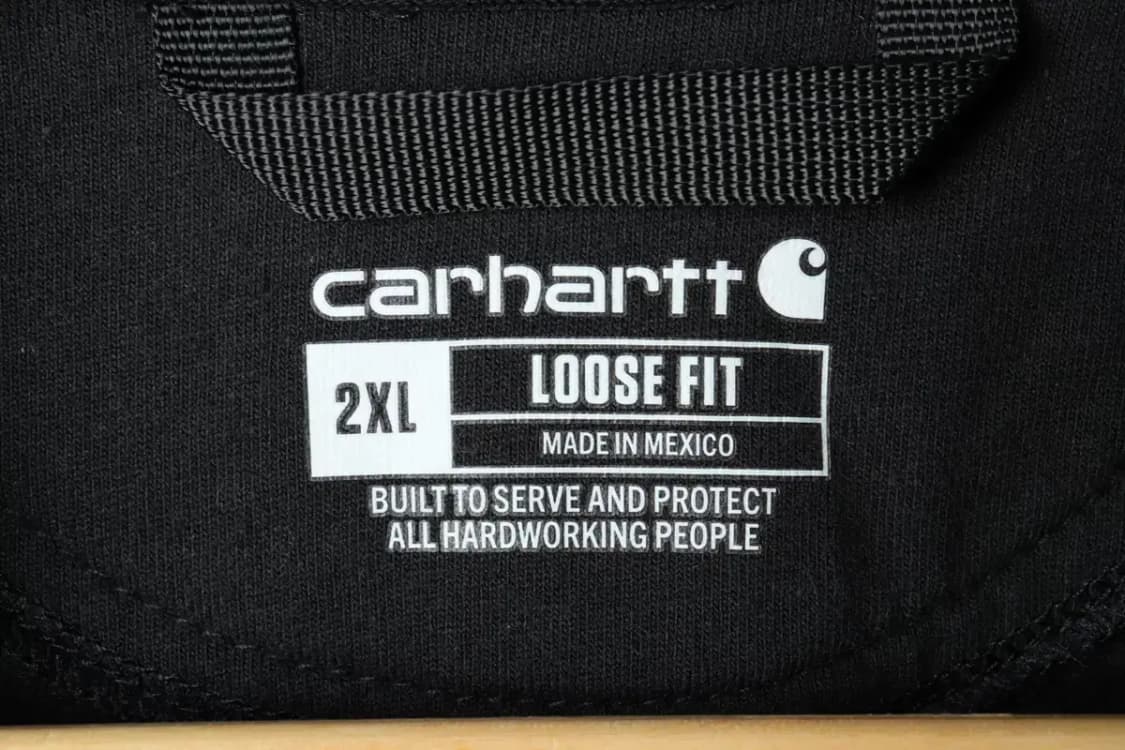 carhartt
2XL
LOOSE FIT
MADE IN MEXICO
BUILT TO SERVE AND PROTECT
ALL HARDWORKING PEOPLE